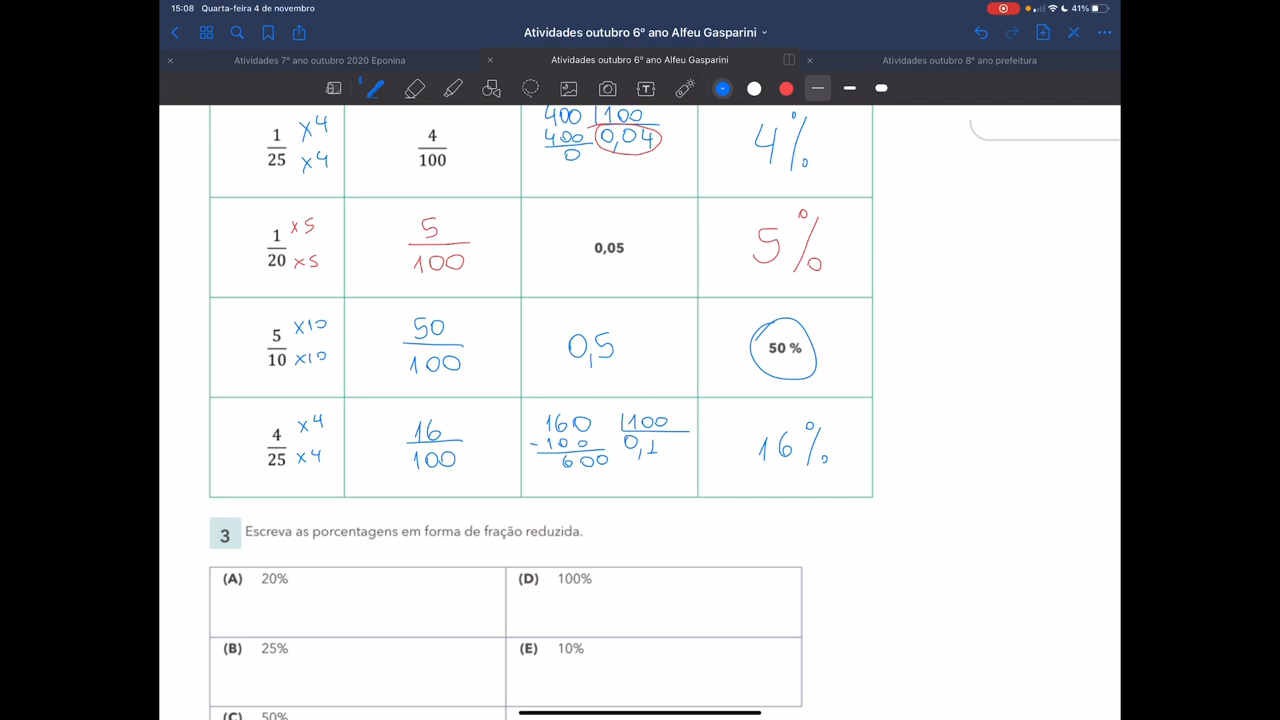 15:08 Quarta-feira 4 de novembro
41%
Atividades outubro 6º ano Alfeu Gasparini
Atividades 7º ano outubro 2020 Eponina
Atividades outubro 6º ano Alfeu Gasparini
Atividades outubro 8º ano prefeitura
1/25 x4 x4
4/100
400 100
400 0,04
0
4%
1/20 x5 x5
5/100
0,05
5%
5/10 x10 x10
50/100
0,5
50 %
4/25 x4 x4
16/100
160 100
-100 0,1
600
16%
3 Escreva as porcentagens em forma de fração reduzida.
(A) 20%
(D) 100%
(B) 25%
(E) 10%
(C) 50%